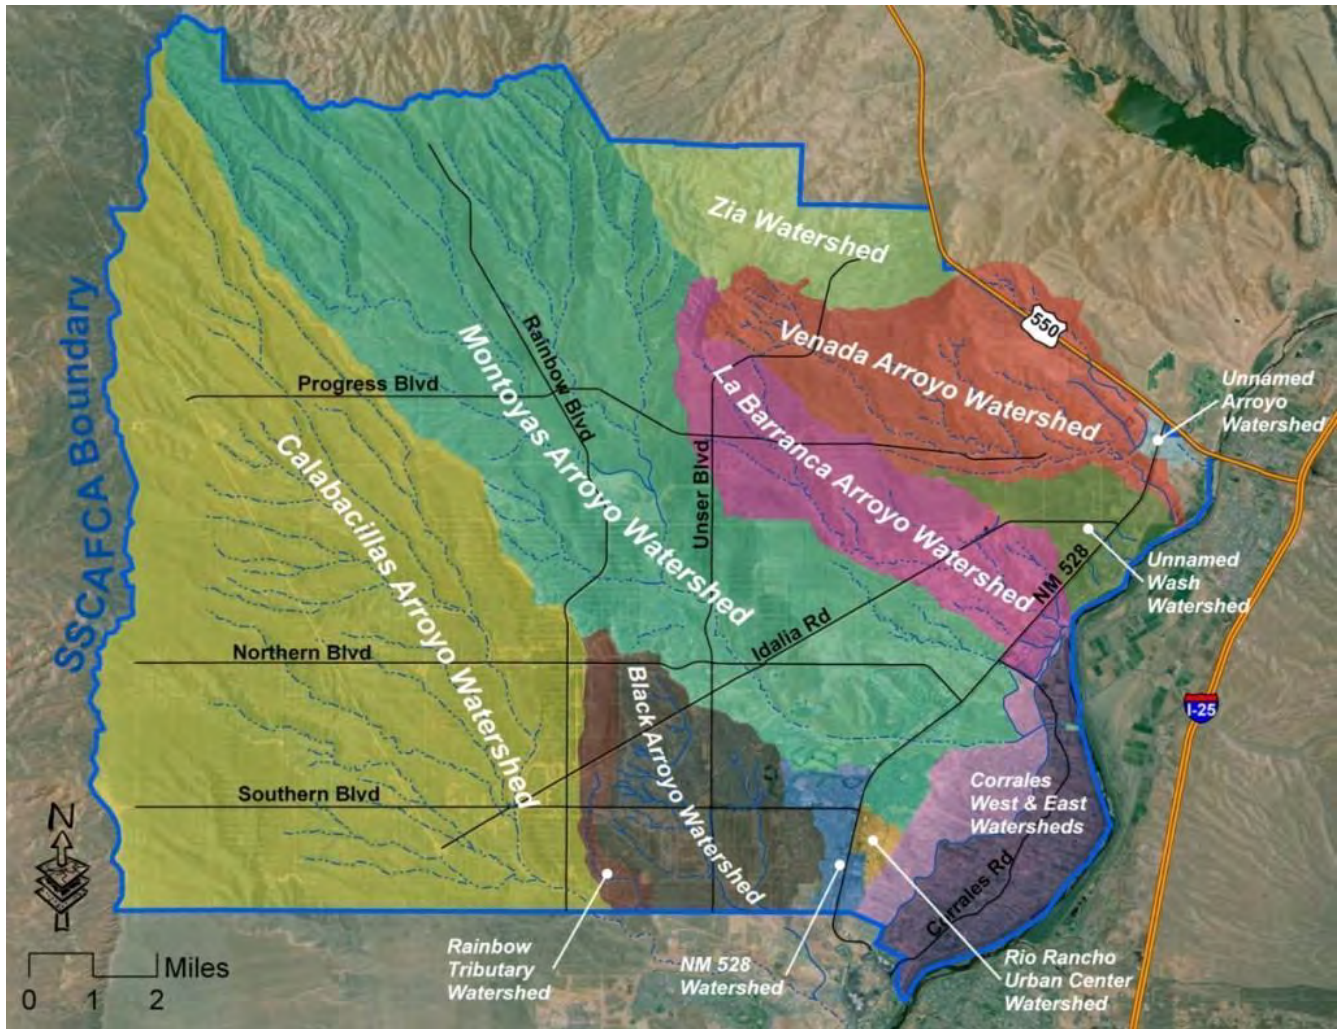 Zia Watershed
550
Venada Arroyo Watershed
Rainbow Blvd
Montoyas Arroyo Watershed
SSCAFCA Boundary
Progress Blvd
La Barranca Arroyo Watershed
Unnamed
Arroyo
Watershed
Calabacillas Arroyo Watershed
Unser Blvd
NM 528
Unnamed
Wash
Watershed
Idalia Rd
Northern Blvd
Black Arroyo Watershed
I-25
Southern Blvd
Corrales
West & East
Watersheds
N
Corrales Rd
Rainbow
Tributary
Watershed
NM 528
Watershed
Rio Rancho
Urban Center
Watershed
Miles
0 1 2